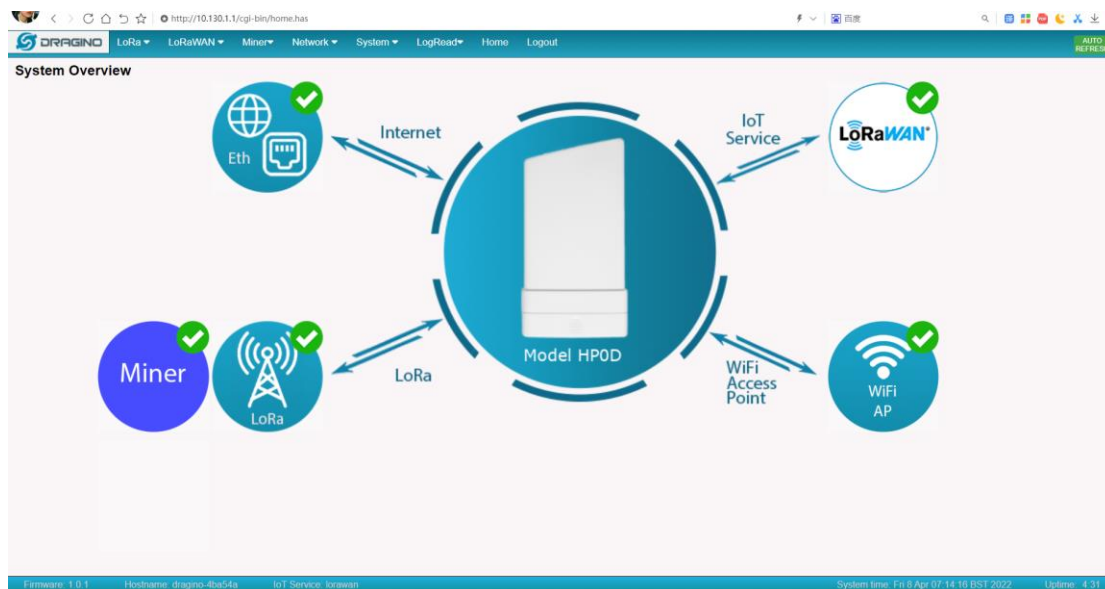 http://10.130.1.1/cgi-bin/home.has
百度
DRAGINO LoRa LoRaWAN Miner Network System LogRead Home Logout
AUTO
System Overview
Eth
Internet
IoT
Service
LoRaWAN
Model HP0D
Miner
LoRa
LoRa
WiFi
Access
Point
WiFi
AP
Firmware: 1.0.1 Hostname: dragino-4ba54a IoT Service: lorawan System time: Fri 8 Apr 07:14:16 BST 2022 Uptime: 4:31